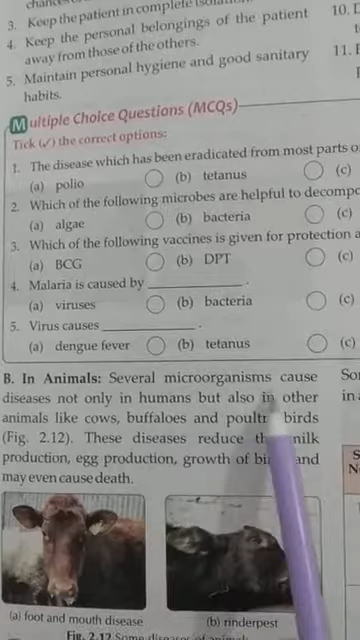 3. Keep the patient in complete
4. Keep the personal belongings of the patient
away from those of the others.
5. Maintain personal hygiene and good sanitary
habits.
10.
11.
Multiple Choice Questions (MCQs)
Tick (✓) the correct options:
1. The disease which has been eradicated from most parts
(a) polio (b) tetanus (c)
2. Which of the following microbes are helpful to
(a) algae (b) bacteria (c)
3. Which of the following vaccines is given for protection
(a) BCG (b) DPT (c)
4. Malaria is caused by ____________.
(a) viruses (b) bacteria (c)
5. Virus causes ____________.
(a) dengue fever (b) tetanus (c)
B. In Animals: Several microorganisms cause
diseases not only in humans but also in other
animals like cows, buffaloes and birds
(Fig. 2.12). These diseases reduce
production, egg production, growth of and
may even cause death.
in
(a) foot and mouth disease (b) rinderpest
Fig. 2.12 Some diseases of